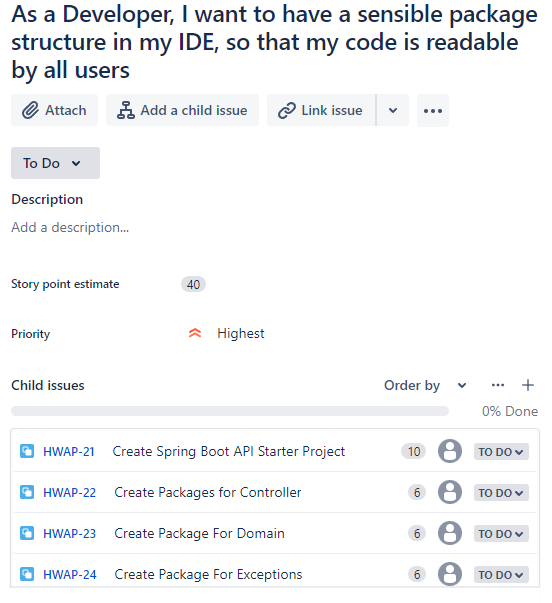 As a Developer, I want to have a sensible package
structure in my IDE, so that my code is readable
by all users
Attach Add a child issue Link issue
To Do
Description
Add a description...
Story point estimate 40
Priority Highest
Child issues Order by
0% Done
HWAP-21 Create Spring Boot API Starter Project 10 TO DO
HWAP-22 Create Packages for Controller 6 TO DO
HWAP-23 Create Package For Domain 6 TO DO
HWAP-24 Create Package For Exceptions 6 TO DO